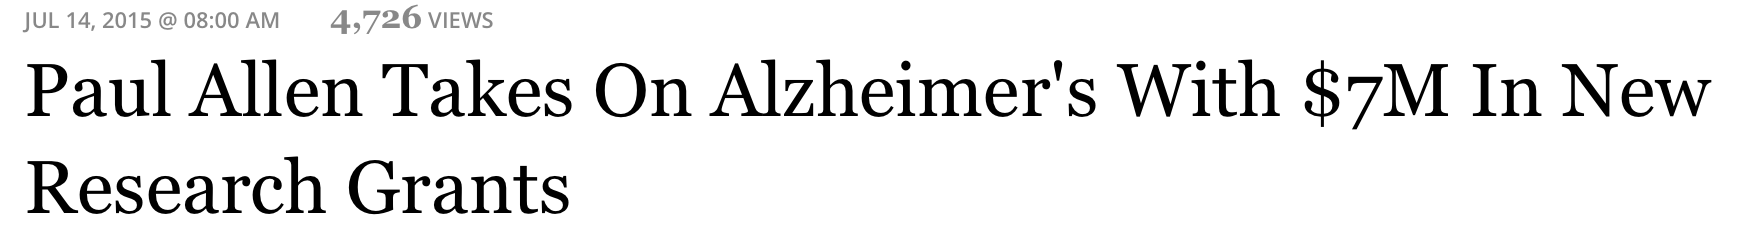 JUL 14, 2015 @ 08:00 AM 4,726 VIEWS
Paul Allen Takes On Alzheimer's With $7M In New
Research Grants